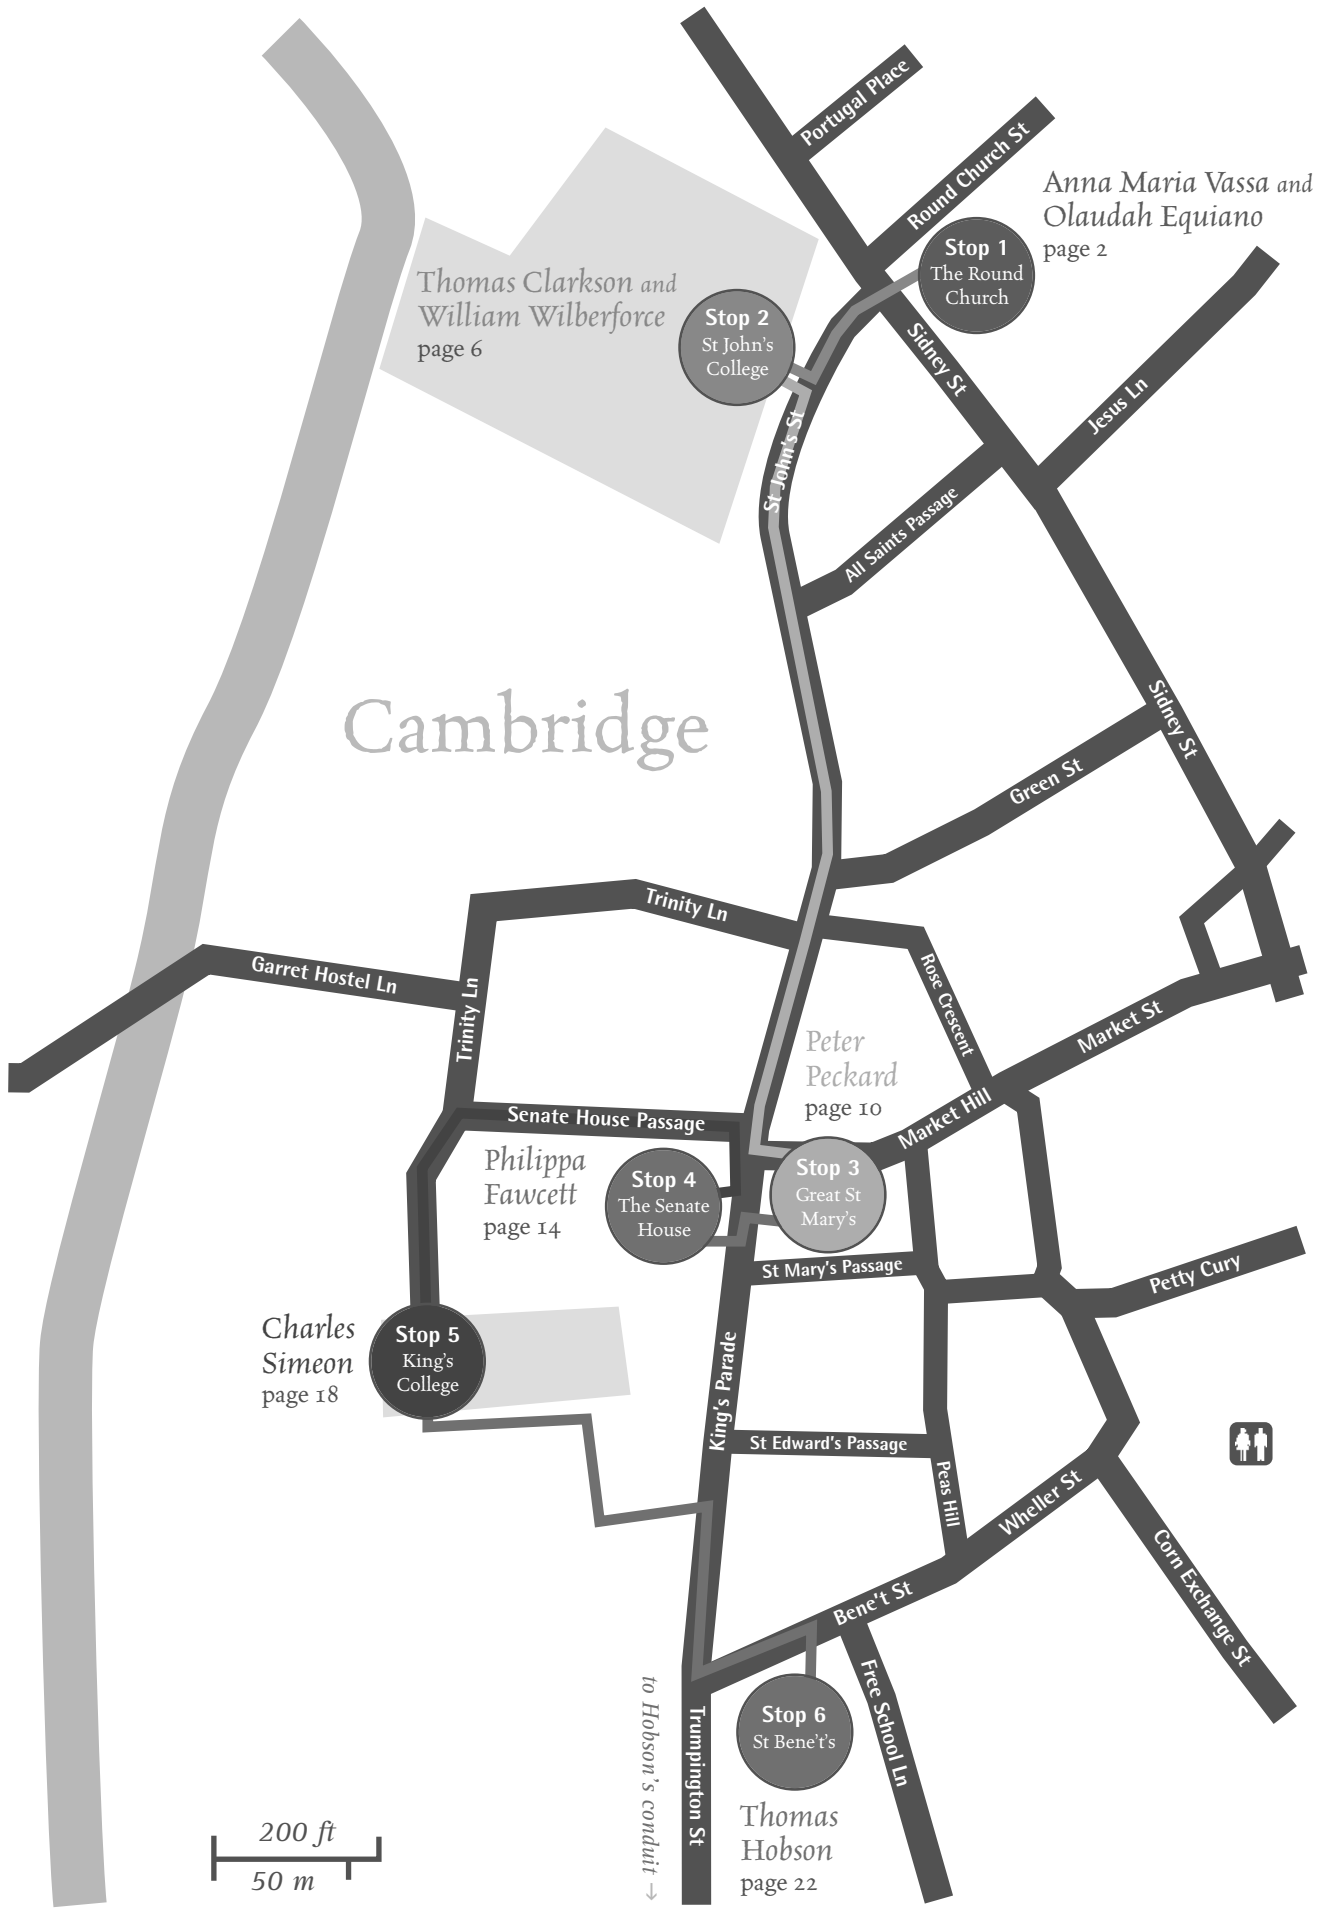 Portugal Place
Round Church St
Anna Maria Vassa and
Olaudah Equiano
page 2
Stop 1
The Round
Church
Thomas Clarkson and
William Wilberforce
page 6
Stop 2
St John's
College
Sidney St
Jesus Ln
St John's St
All Saints Passage
Cambridge
Sidney St
Green St
Trinity Ln
Garret Hostel Ln
Trinity Ln
Rose Crescent
Market St
Peter
Peckard
page 10
Senate House Passage
Market Hill
Philippa
Fawcett
page 14
Stop 4
The Senate
House
Stop 3
Great St
Mary's
St Mary's Passage
Petty Cury
Charles
Simeon
page 18
Stop 5
King's
College
King's Parade
St Edward's Passage
Peas Hill
Wheller St
Corn Exchange St
Bene't St
Free School Ln
to Hobson's conduit →
Trumpington St
Stop 6
St Bene't's
Thomas
Hobson
page 22
200 ft
50 m